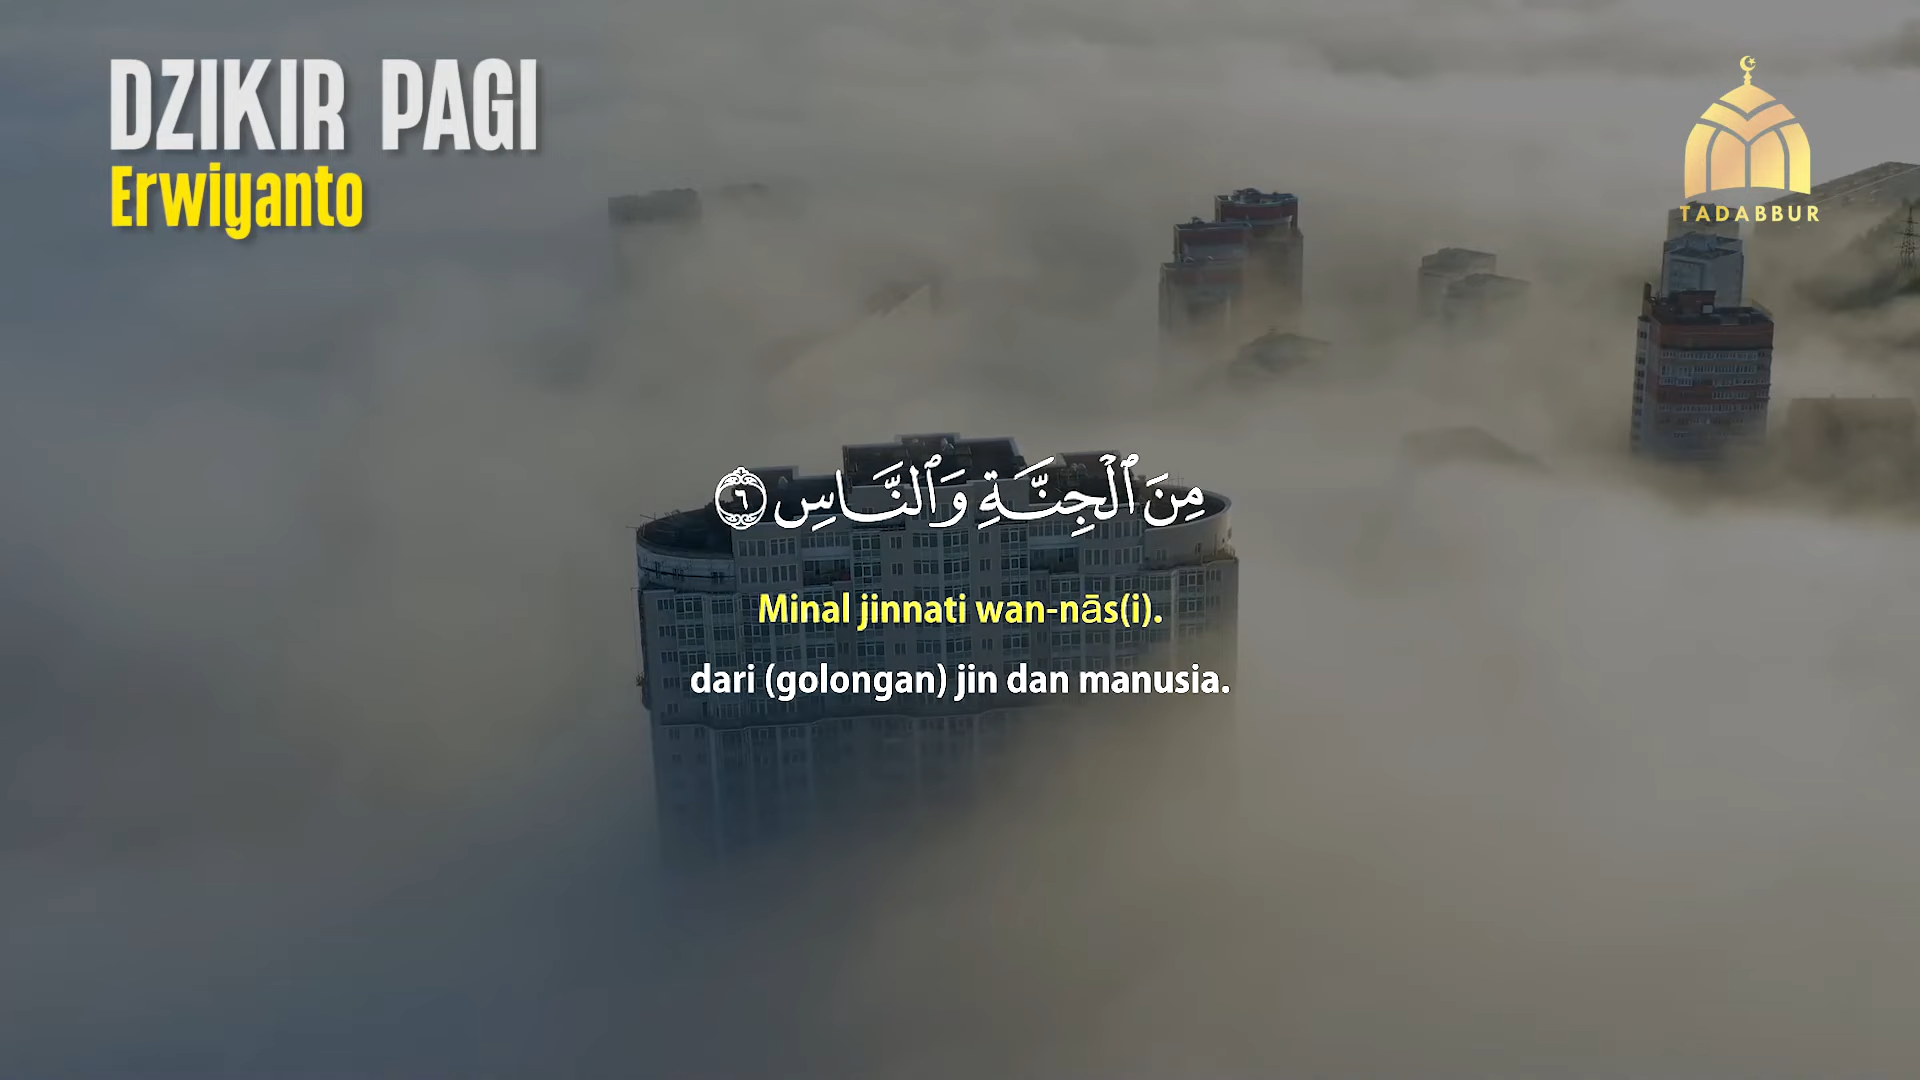 DZIKIR PAGI
Erwiyanto
TADABBUR
مِنَ ٱلْجِنَّةِ وَٱلنَّاسِ ٦
Minal jinnati wan-nās(i).
dari (golongan) jin dan manusia.